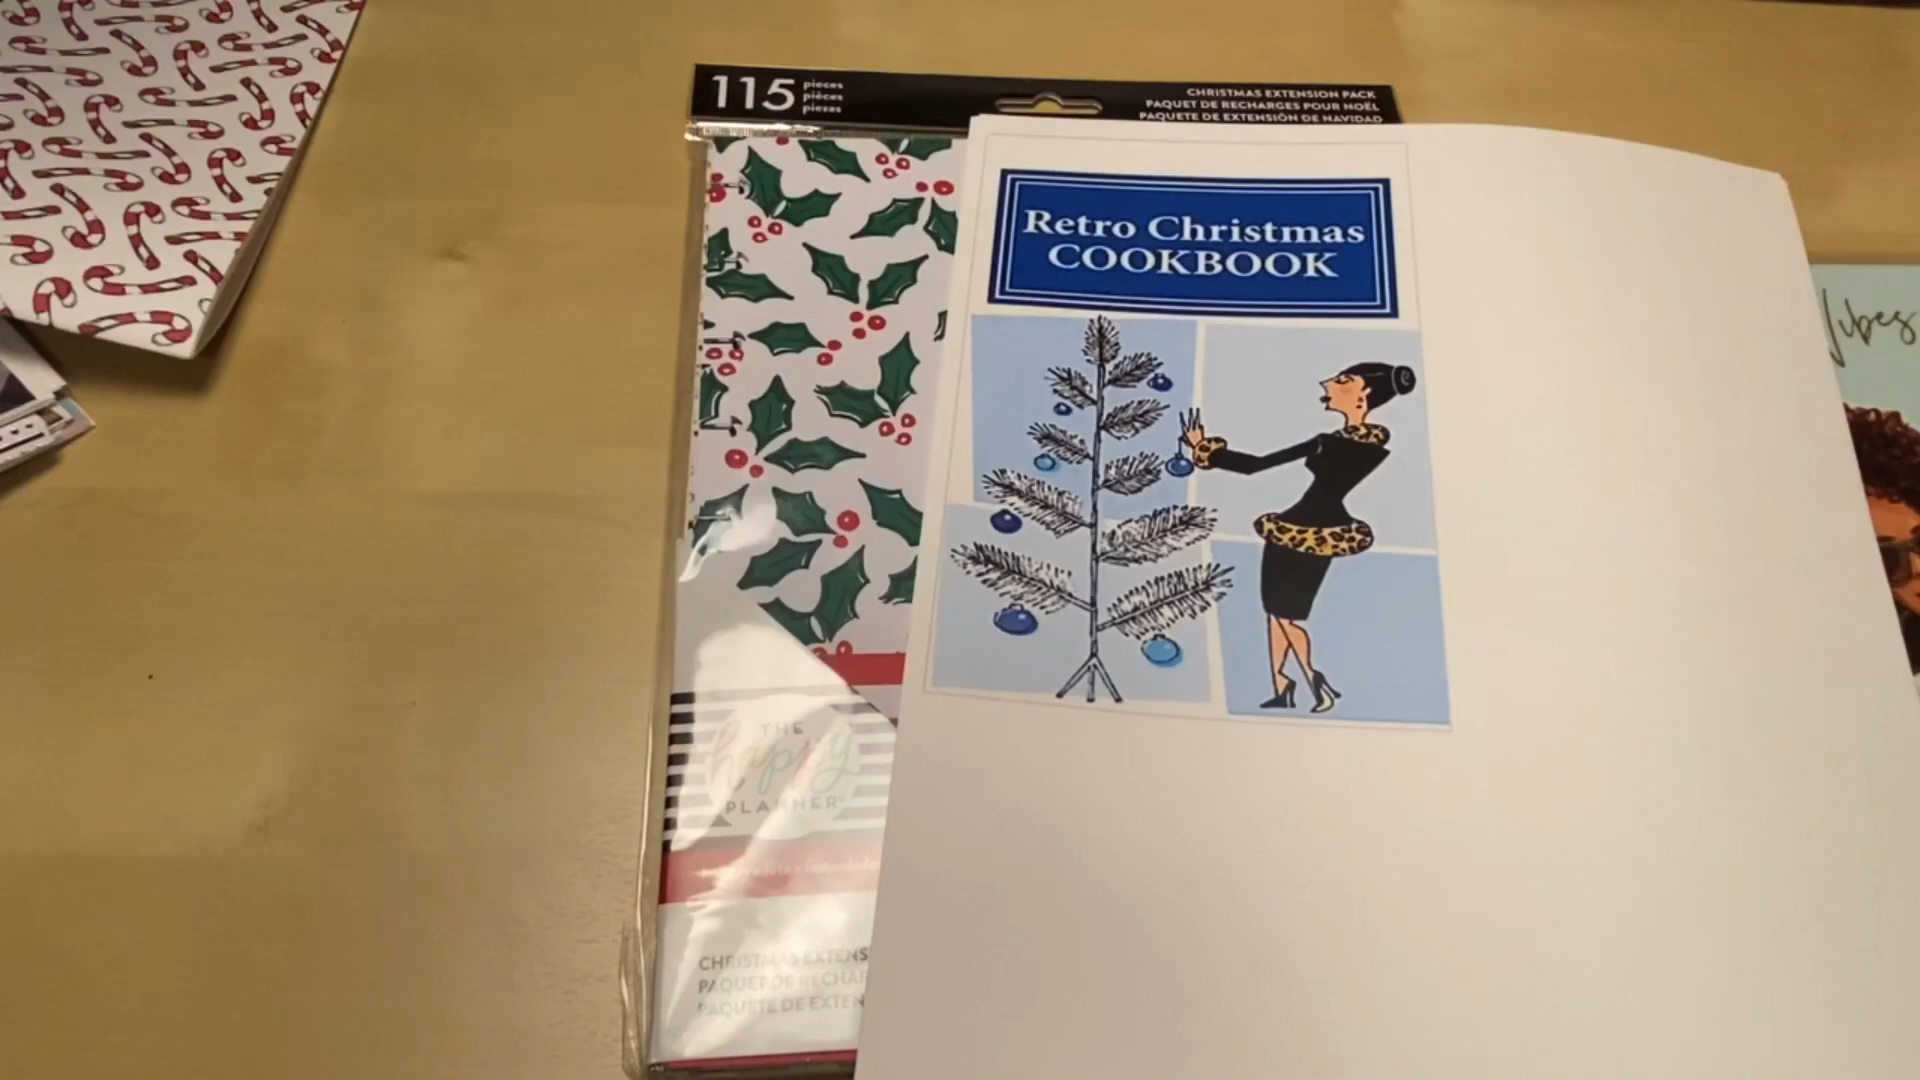 115
pieces
pièces
piezas
CHRISTMAS EXTENSION PACK
PAQUET DE RECHARGES POUR NOËL
PAQUETE DE EXTENSIÓN DE NAVIDAD
Retro Christmas
COOKBOOK
Vibes
THE
happy
PLANNER
CHRISTMAS EXTENS
PAQUET DE RECHAR
PAQUETE DE EXTEN